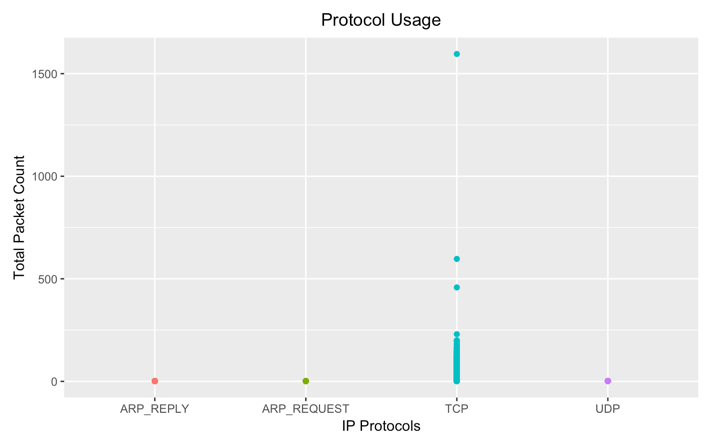 Protocol Usage
Total Packet Count
1500
1000
500
0
ARP_REPLY ARP_REQUEST TCP UDP
IP Protocols